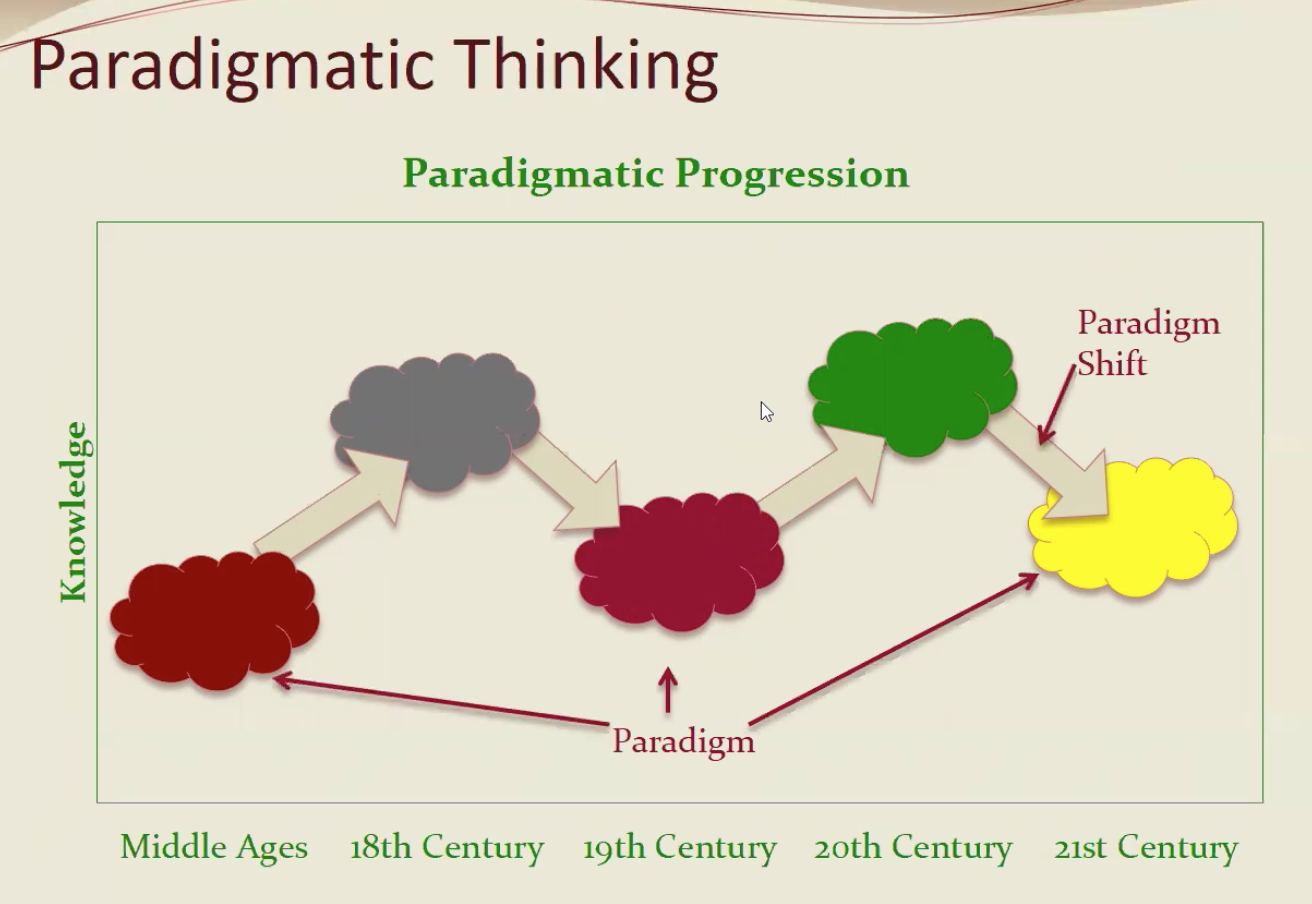 Paradigmatic Thinking
Paradigmatic Progression
Paradigm
Shift
Knowledge
Paradigm
Middle Ages 18th Century 19th Century 20th Century 21st Century